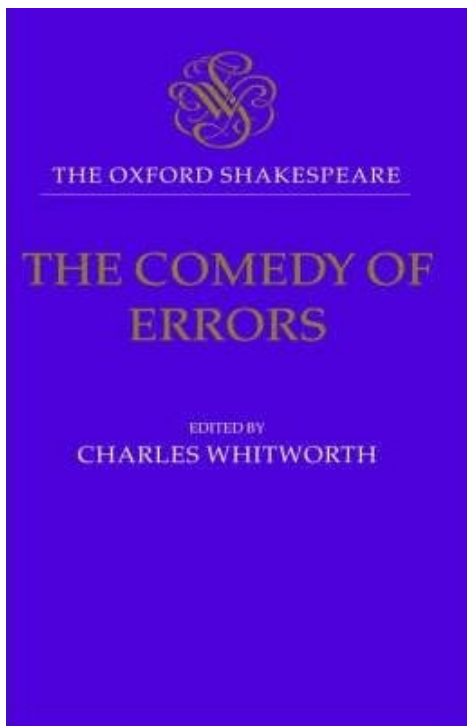 THE OXFORD SHAKESPEARE
THE COMEDY OF
ERRORS
EDITED BY
CHARLES WHITWORTH